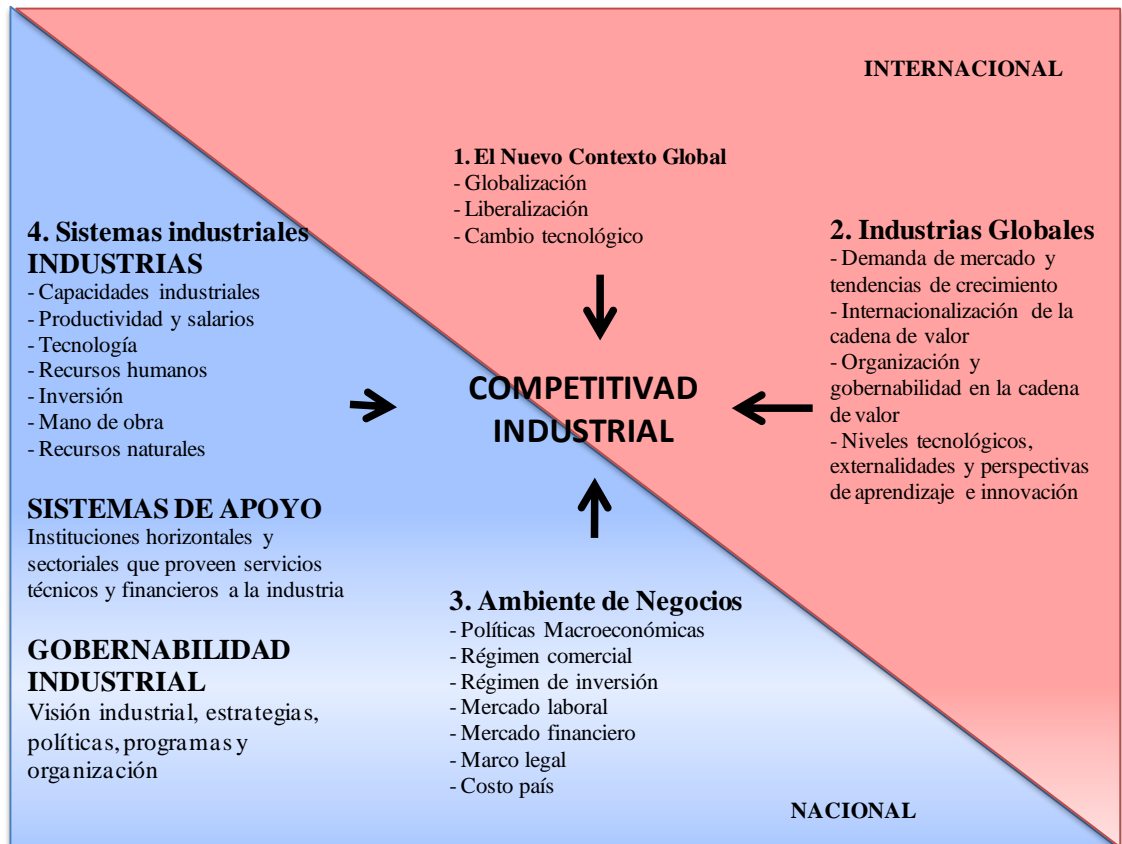 INTERNACIONAL
1. El Nuevo Contexto Global
- Globalización
- Liberalización
- Cambio tecnológico
2. Industrias Globales
- Demanda de mercado y
tendencias de crecimiento
- Internacionalización de la
cadena de valor
- Organización y
gobernabilidad en la cadena
de valor
- Niveles tecnológicos,
externalidades y perspectivas
de aprendizaje e innovación
4. Sistemas industriales
INDUSTRIAS
- Capacidades industriales
- Productividad y salarios
- Tecnología
- Recursos humanos
- Inversión
- Mano de obra
- Recursos naturales
SISTEMAS DE APOYO
Instituciones horizontales y
sectoriales que proveen servicios
técnicos y financieros a la industria
GOBERNABILIDAD
INDUSTRIAL
Visión industrial, estrategias,
políticas, programas y
organización
COMPETITIVAD
INDUSTRIAL
3. Ambiente de Negocios
- Políticas Macroeconómicas
- Régimen comercial
- Régimen de inversión
- Mercado laboral
- Mercado financiero
- Marco legal
- Costo país
NACIONAL